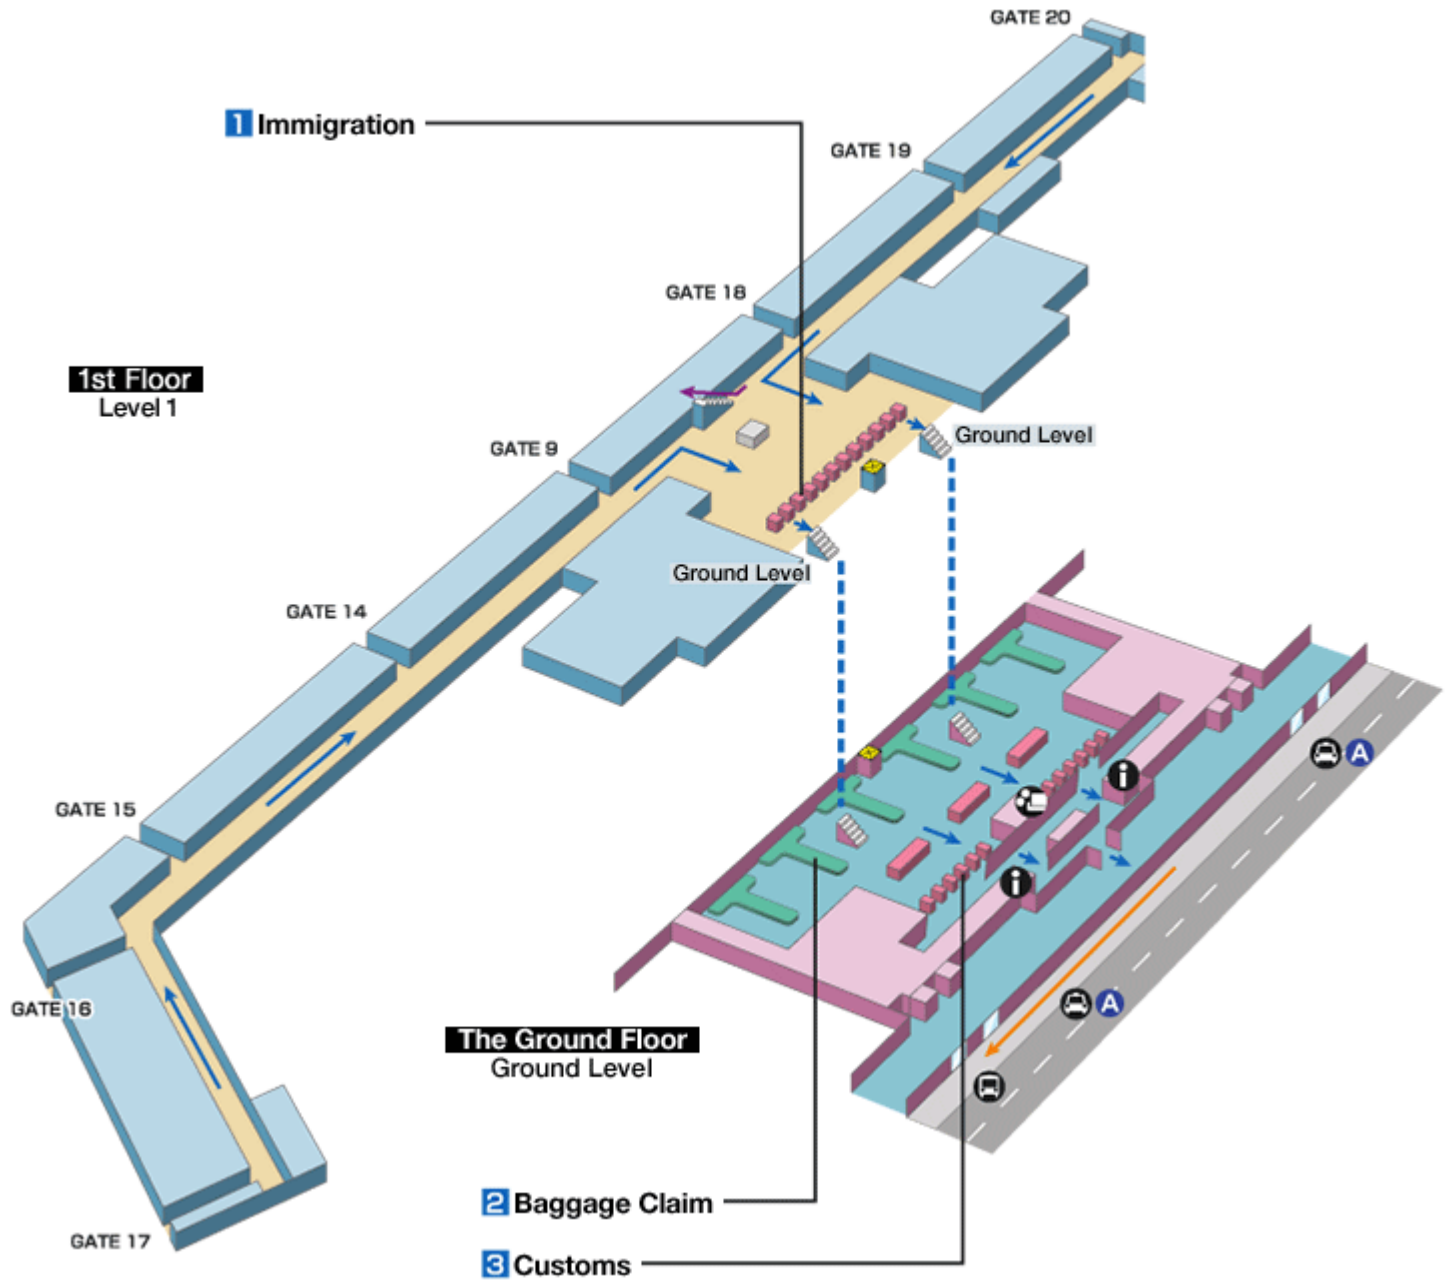 GATE 20
1 Immigration
GATE 19
GATE 18
1st Floor
Level 1
GATE 9
Ground Level
Ground Level
GATE 14
GATE 15
i
A
i
A
GATE 16
The Ground Floor
Ground Level
2 Baggage Claim
GATE 17
3 Customs